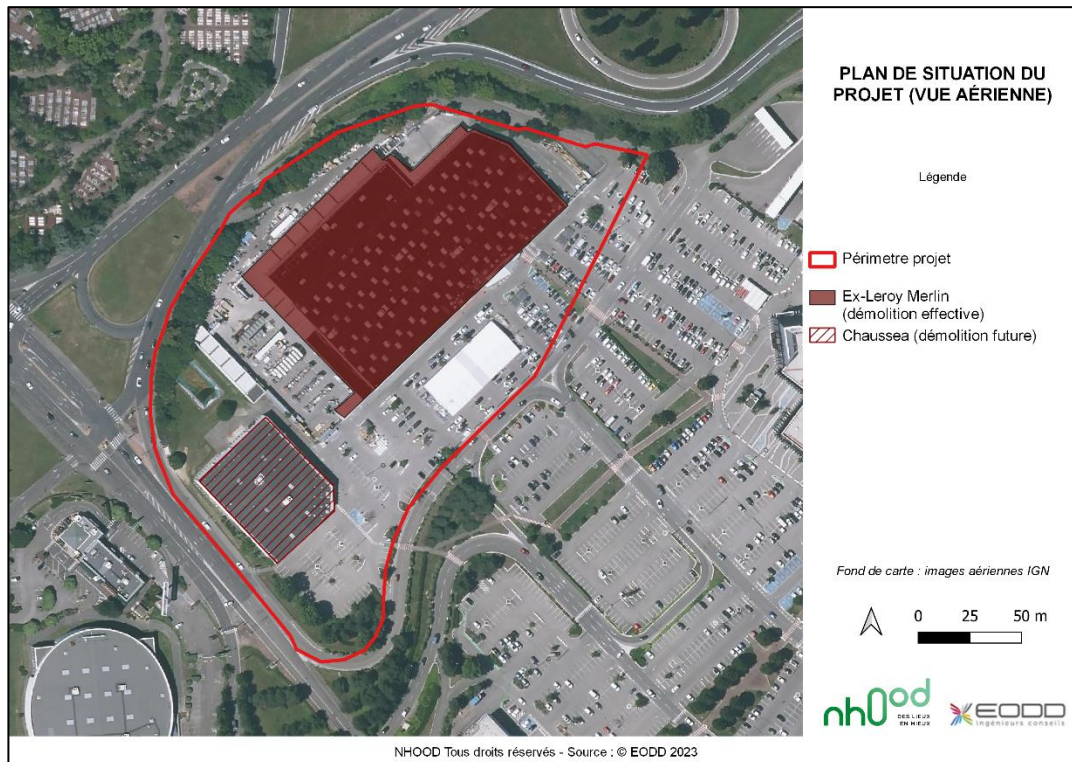 PLAN DE SITUATION DU
PROJET (VUE AÉRIENNE)
Légende
Périmetre projet
Ex-Leroy Merlin
(démolition effective)
Chaussea (démolition future)
Fond de carte : images aériennes IGN
0 25 50 m
nhood
DES LIEUX
EN MIEUX
EODD
ingénieurs conseils
NHOOD Tous droits réservés - Source : © EODD 2023